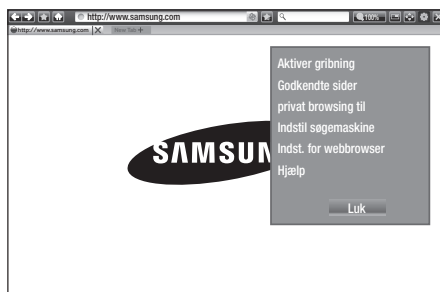 http://www.samsung.com
100%
http://www.samsung.com
New Tab
Aktiver gribning
Godkendte sider
privat browsing til
Indstil søgemaskine
Indst. for webbrowser
Hjælp
Luk
SAMSUN